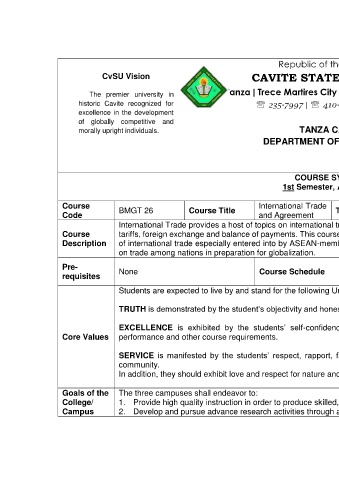 Republic of the
CvSU Vision
CAVITE STATE
The premier university in
historic Cavite recognized for
excellence in the development
of globally competitive and
morally upright individuals.
anza | Trece Martires City
☏ 235-7997 | ☏ 410-
TANZA CA
DEPARTMENT OF
COURSE SY
1st Semester, A
Course
Code
BMGT 26
Course Title
International Trade
and Agreement
T
Course
Description
International Trade provides a host of topics on international tr
tariffs, foreign exchange and balance of payments. This course
of international trade especially entered into by ASEAN-memb
on trade among nations in preparation for globalization.
Pre-
requisites
None
Course Schedule
Core Values
Students are expected to live by and stand for the following Un
TRUTH is demonstrated by the student's objectivity and hones
EXCELLENCE is exhibited by the students' self-confidenc
performance and other course requirements.
SERVICE is manifested by the students' respect, rapport, f
community.
In addition, they should exhibit love and respect for nature and
Goals of the
College/
Campus
The three campuses shall endeavor to:
1. Provide high quality instruction in order to produce skilled,
2. Develop and pursue advance research activities through a